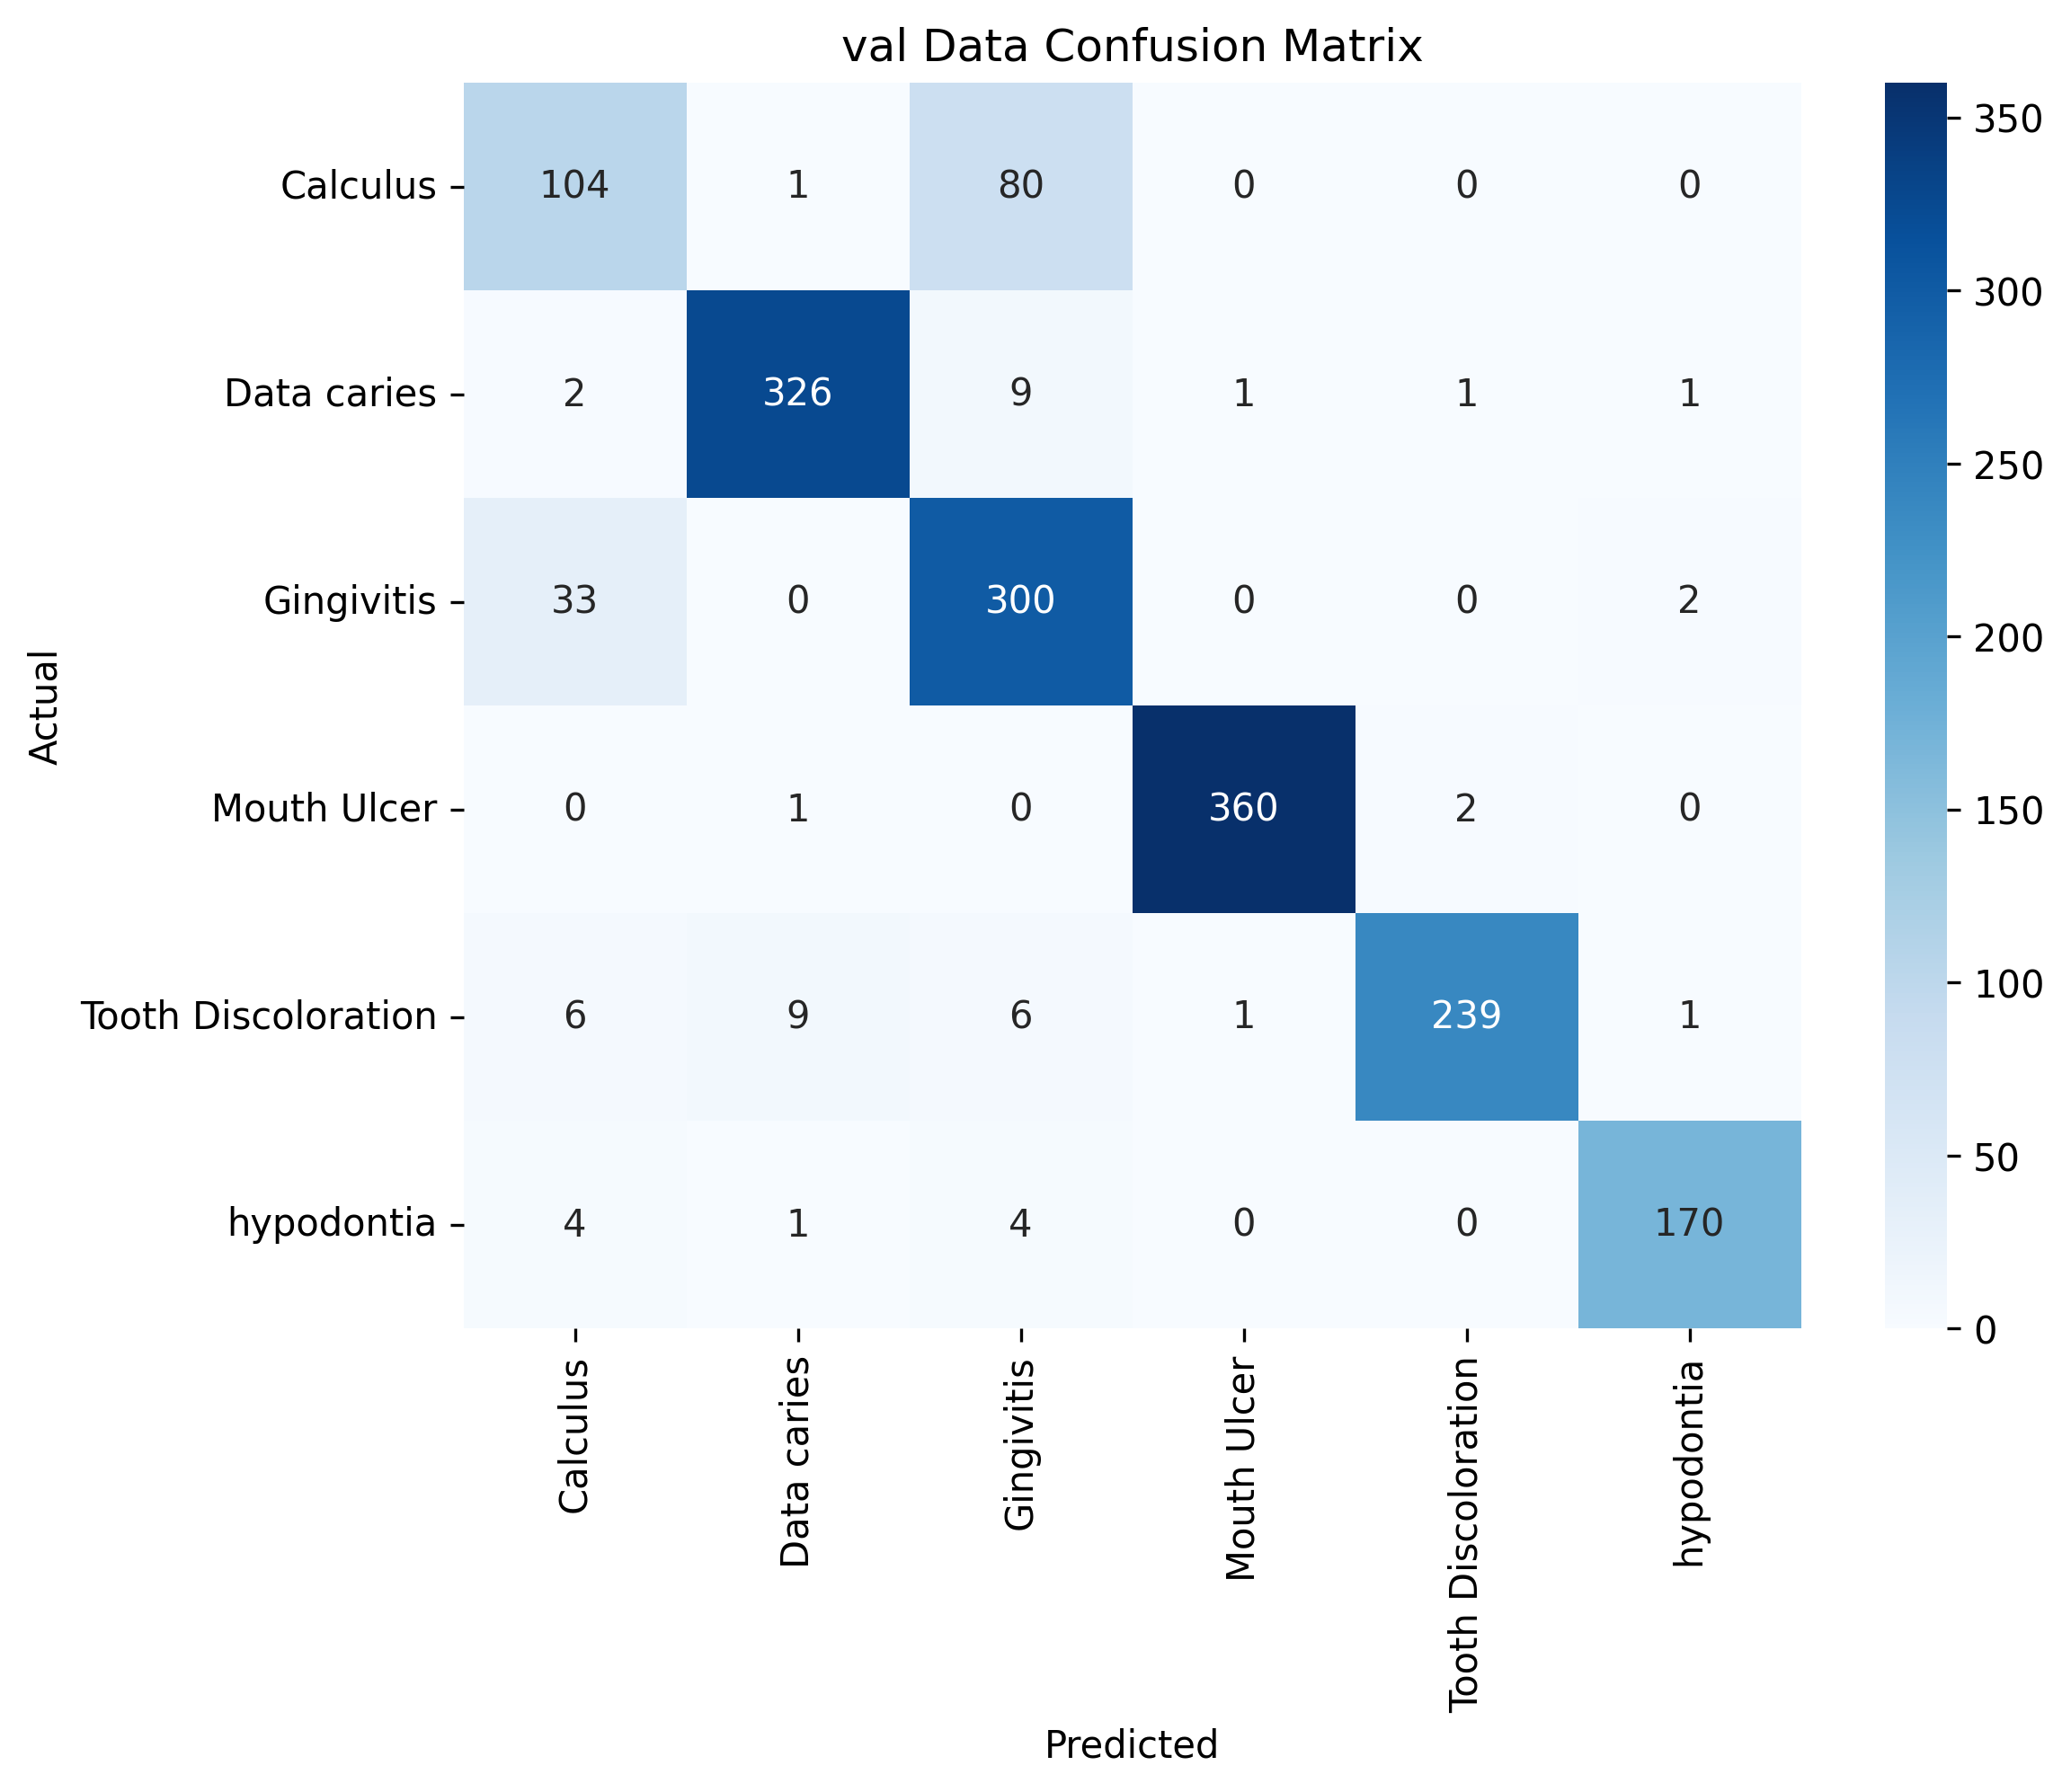 val Data Confusion Matrix
Calculus 104 1 80 0 0 0
Data caries 2 326 9 1 1 1
Gingivitis 33 0 300 0 0 2
Mouth Ulcer 0 1 0 360 2 0
Tooth Discoloration 6 9 6 1 239 1
hypodontia 4 1 4 0 0 170
Actual
Calculus
Data caries
Gingivitis
Mouth Ulcer
Tooth Discoloration
hypodontia
Predicted
350
300
250
200
150
100
50
0